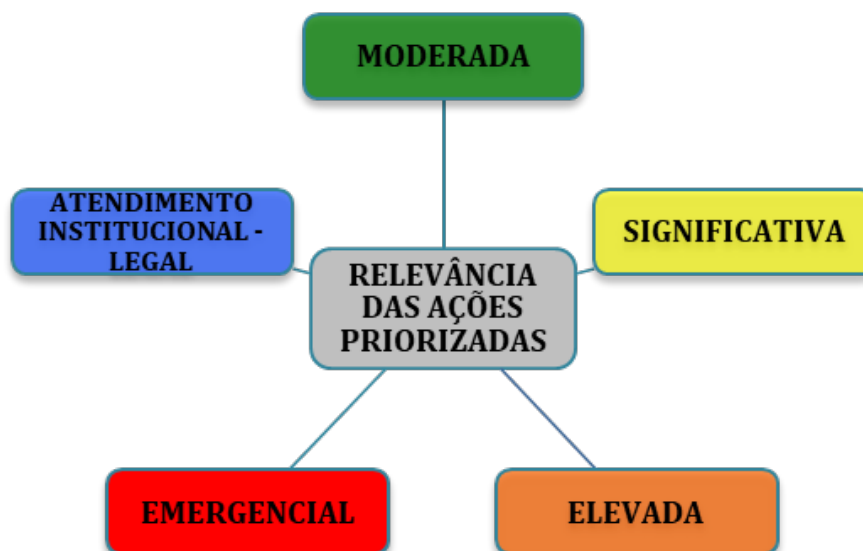 MODERADA
ATENDIMENTO
INSTITUCIONAL -
LEGAL
SIGNIFICATIVA
RELEVÂNCIA
DAS AÇÕES
PRIORIZADAS
EMERGENCIAL
ELEVADA